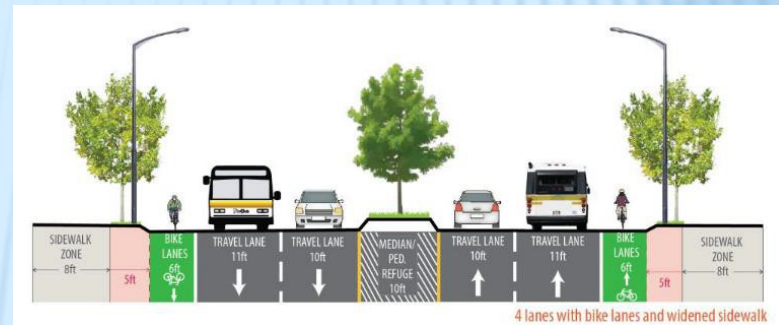 SIDEWALK
ZONE
8ft
5ft
BIKE
LANES
6ft
TRAVEL LANE
11ft
TRAVEL LANE
10ft
MEDIAN/
PED.
REFUGE
10ft
TRAVEL LANE
10ft
TRAVEL LANE
11ft
BIKE
LANES
6ft
5ft
SIDEWALK
ZONE
8ft
4 lanes with bike lanes and widened sidewalk